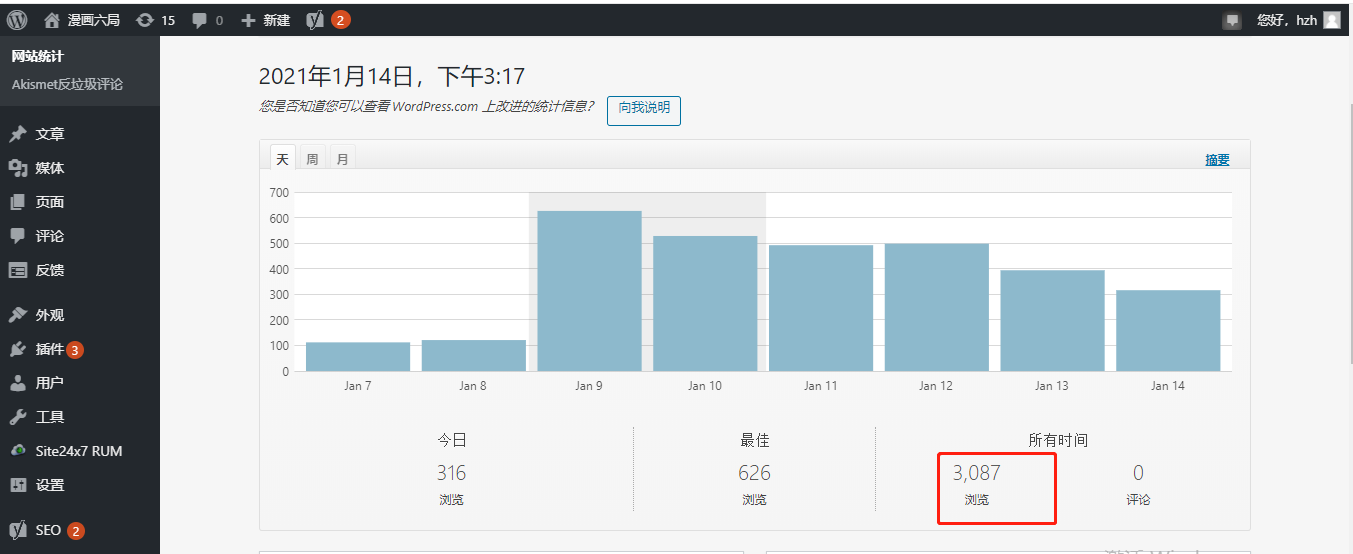 漫画六局 15 0 新建 2 您好，hzh
网站统计
Akismet反垃圾评论
文章
媒体
页面
评论
反馈
外观
插件 3
用户
工具
Site24x7 RUM
设置
SEO 2
2021年1月14日，下午3:17
您是否知道您可以查看 WordPress.com 上改进的统计信息？ 向我说明
天 周 月 摘要
700
600
500
400
300
200
100
0
Jan 7 Jan 8 Jan 9 Jan 10 Jan 11 Jan 12 Jan 13 Jan 14
今日 最佳 所有时间
316 626 3,087 0
浏览 浏览 浏览 评论